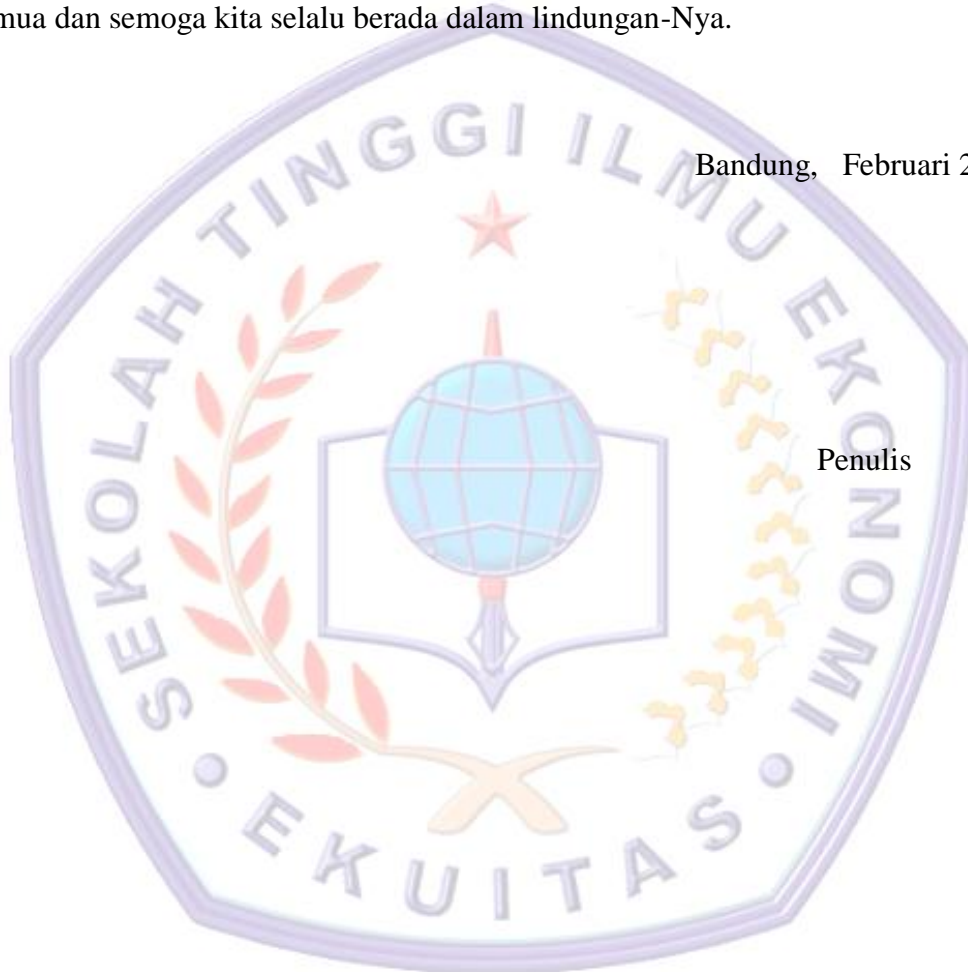 mua dan semoga kita selalu berada dalam lindungan-Nya.
Bandung, Februari 2
Penulis
SEKOLAH TINGGI ILMU EKONOMI
• EKUITAS •